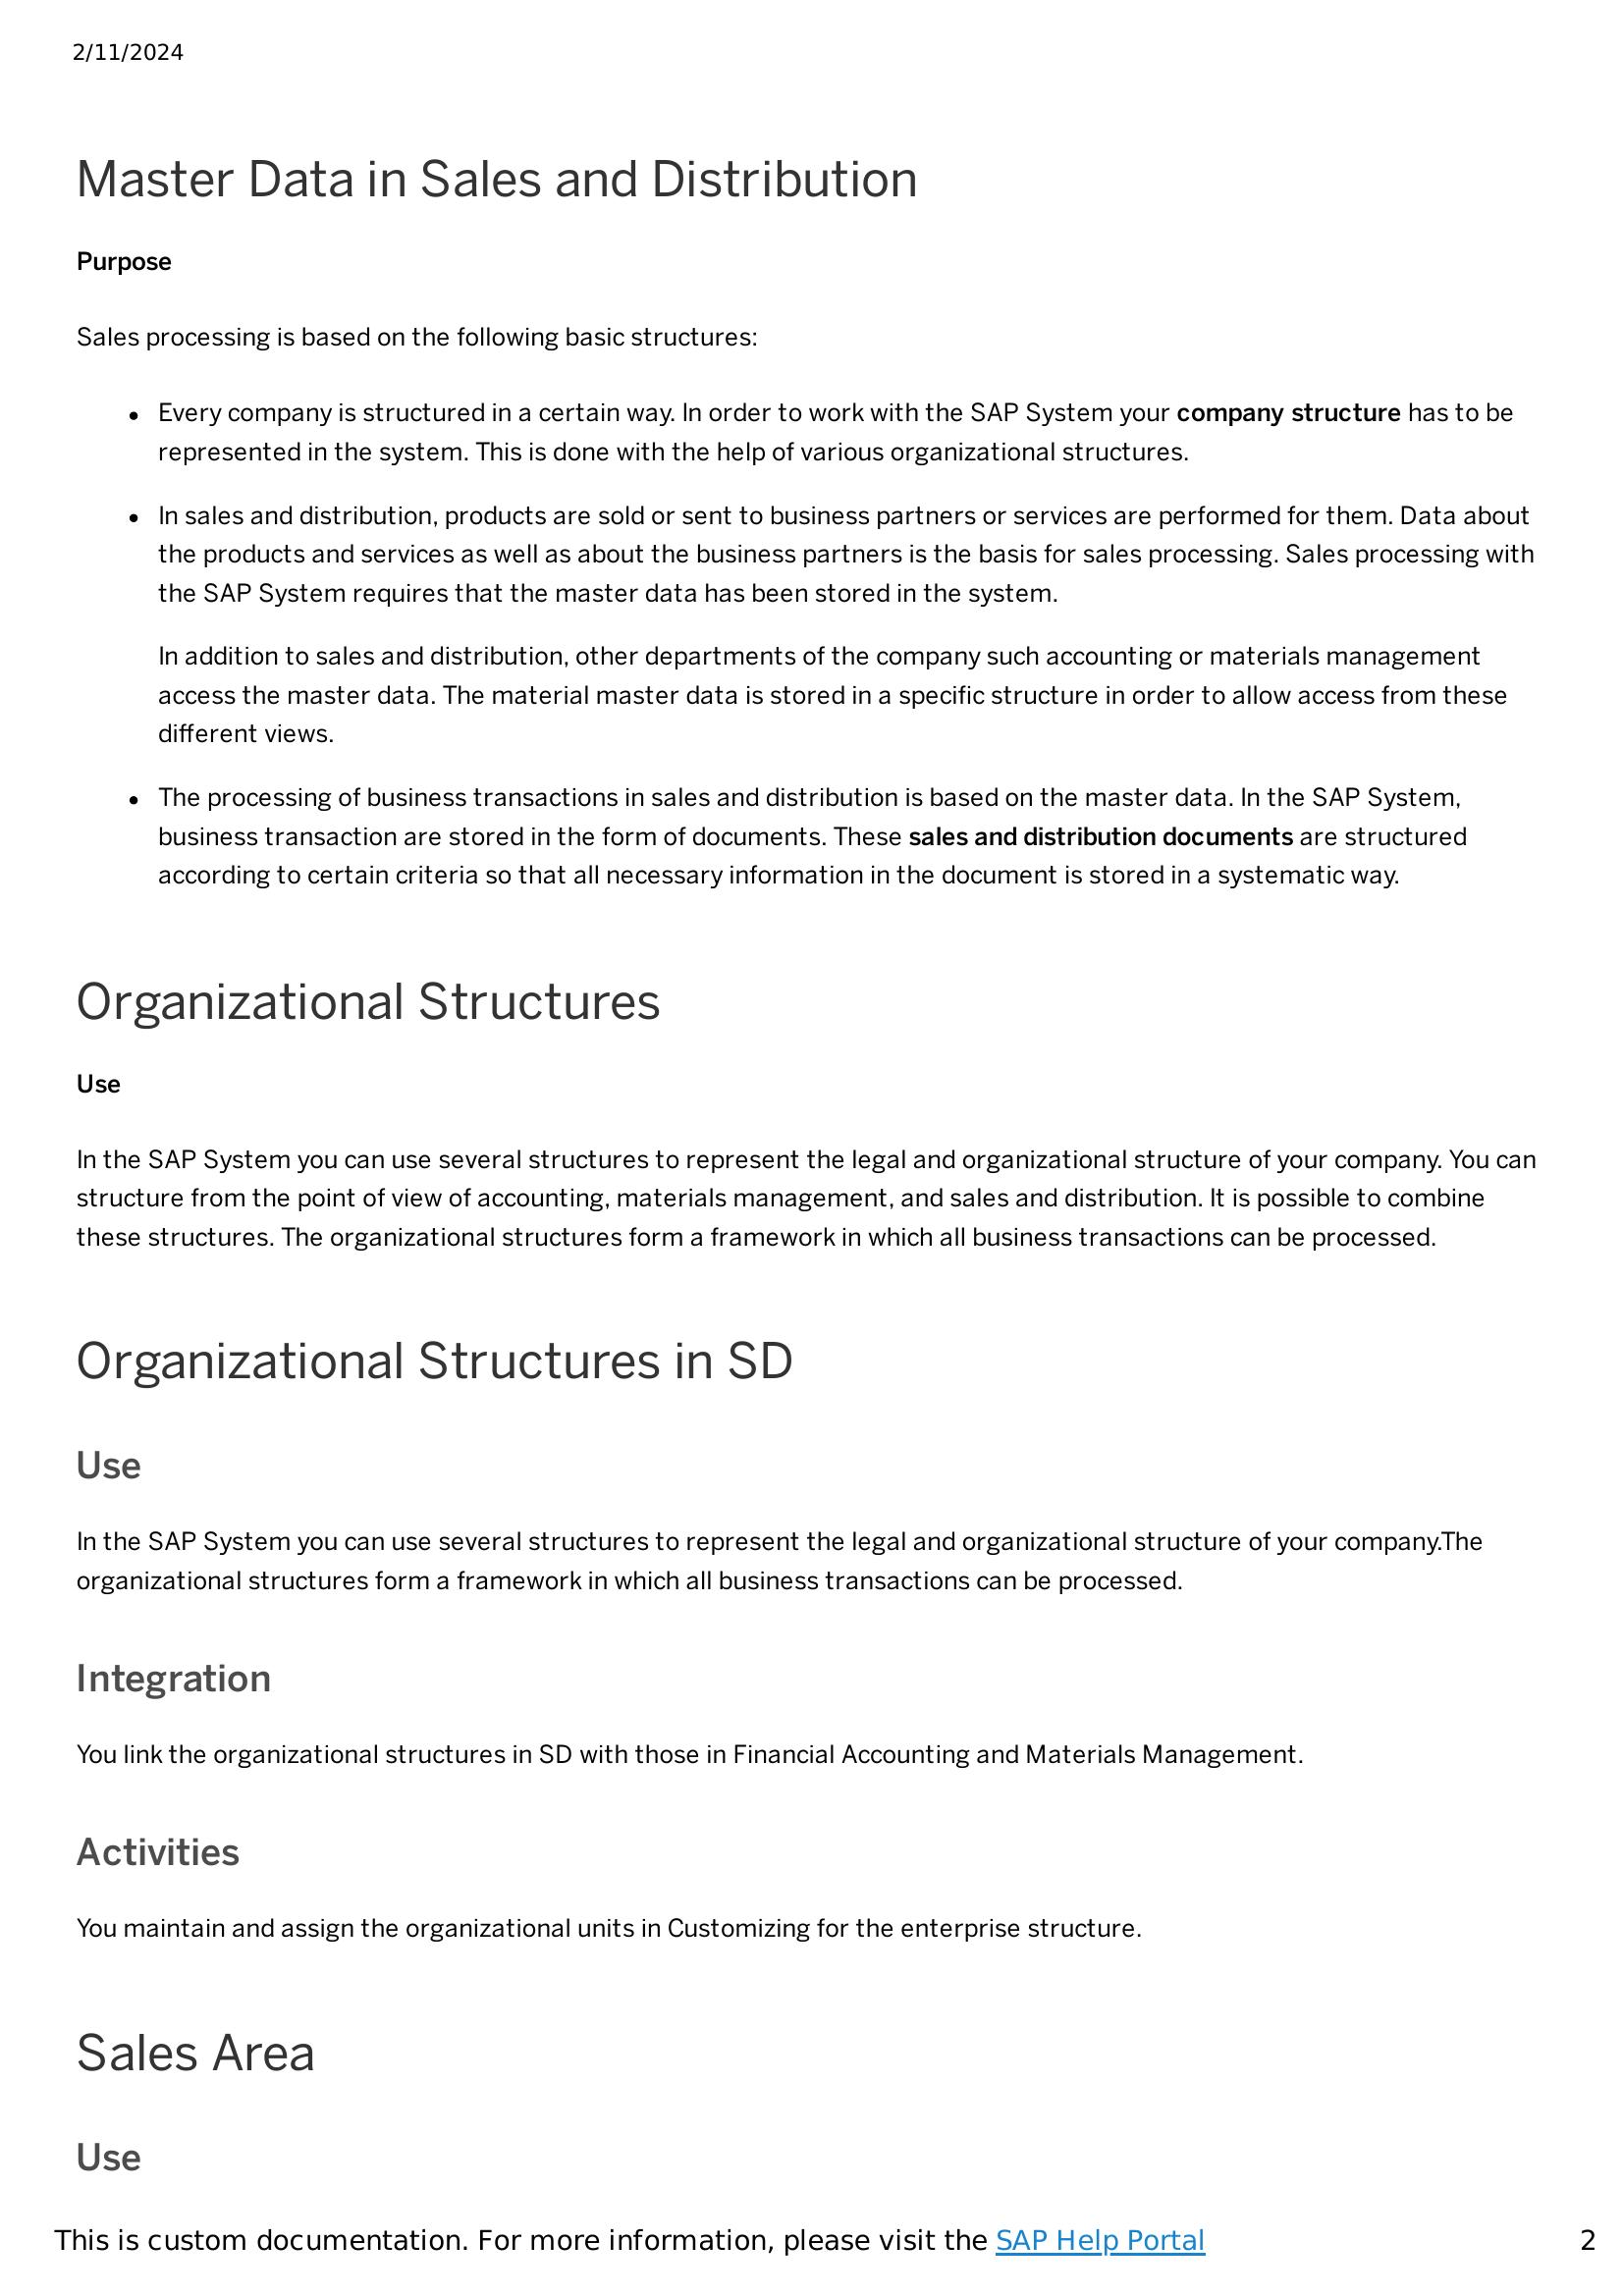 2/11/2024
Master Data in Sales and Distribution
Purpose
Sales processing is based on the following basic structures:
• Every company is structured in a certain way. In order to work with the SAP System your company structure has to be
represented in the system. This is done with the help of various organizational structures.
• In sales and distribution, products are sold or sent to business partners or services are performed for them. Data about
the products and services as well as about the business partners is the basis for sales processing. Sales processing with
the SAP System requires that the master data has been stored in the system.
In addition to sales and distribution, other departments of the company such accounting or materials management
access the master data. The material master data is stored in a specific structure in order to allow access from these
different views.
• The processing of business transactions in sales and distribution is based on the master data. In the SAP System,
business transaction are stored in the form of documents. These sales and distribution documents are structured
according to certain criteria so that all necessary information in the document is stored in a systematic way.
Organizational Structures
Use
In the SAP System you can use several structures to represent the legal and organizational structure of your company. You can
structure from the point of view of accounting, materials management, and sales and distribution. It is possible to combine
these structures. The organizational structures form a framework in which all business transactions can be processed.
Organizational Structures in SD
Use
In the SAP System you can use several structures to represent the legal and organizational structure of your company.The
organizational structures form a framework in which all business transactions can be processed.
Integration
You link the organizational structures in SD with those in Financial Accounting and Materials Management.
Activities
You maintain and assign the organizational units in Customizing for the enterprise structure.
Sales Area
Use
This is custom documentation. For more information, please visit the SAP Help Portal 2